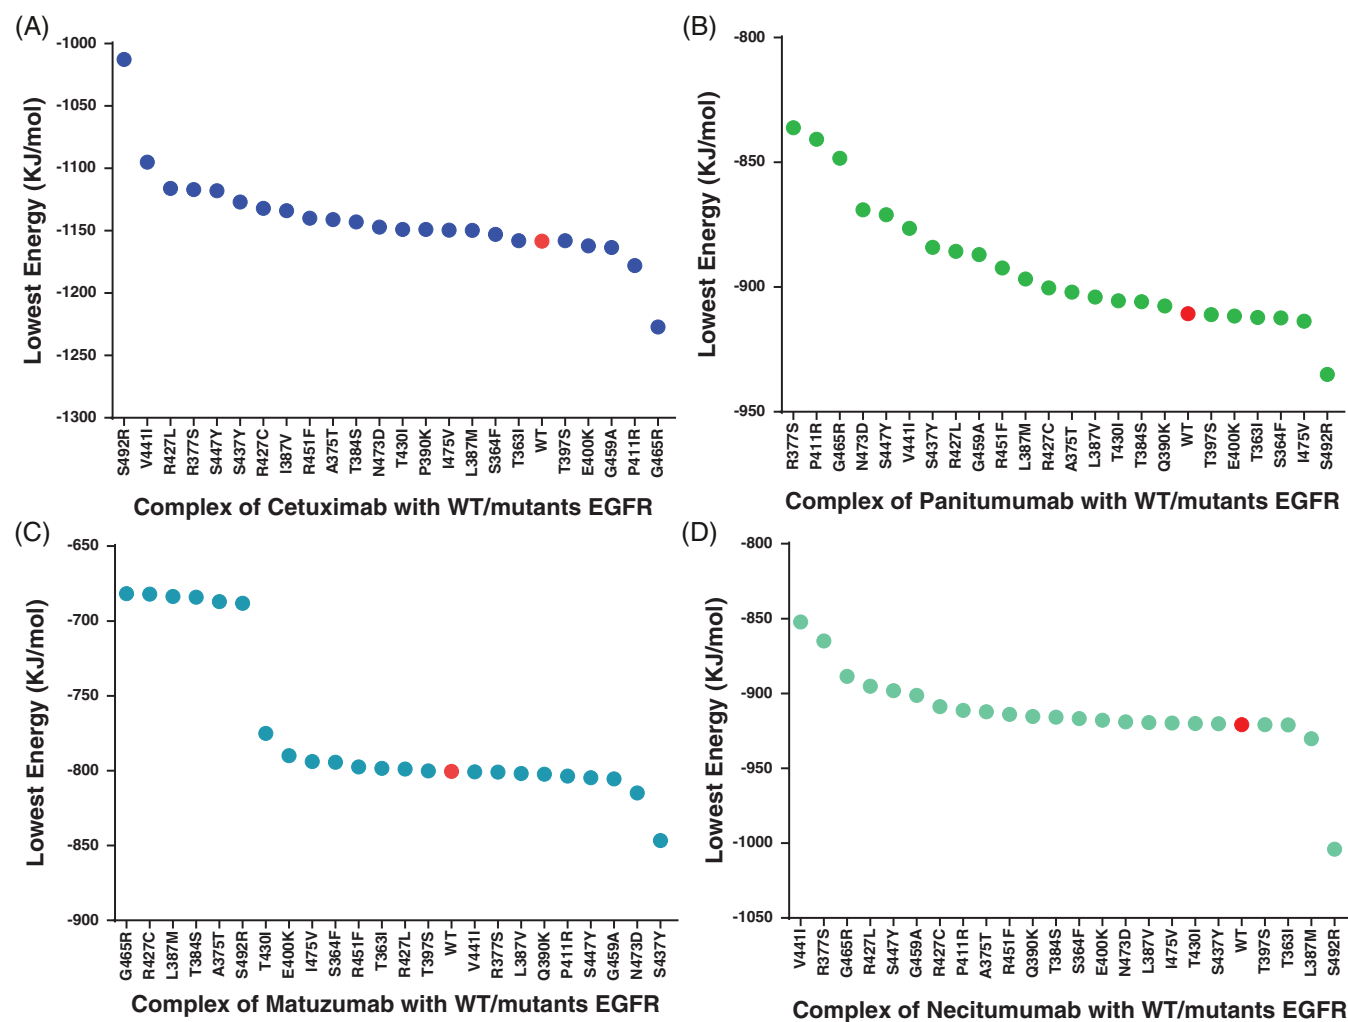 (A)
Lowest Energy (KJ/mol)
-1000
-1050
-1100
-1150
-1200
-1250
-1300
S492R V441I R427L R377S S447Y S437Y R427C I387V R451F A375T T384S N473D T430I P390K I475V L387M S364F T363I WT T397S E400K G459A P411R G465R
Complex of Cetuximab with WT/mutants EGFR
(B)
Lowest Energy (KJ/mol)
-800
-850
-900
-950
R377S P411R G465R N473D S447Y V441I S437Y R427L G459A R451F L387M R427C A375T L387V T430I T384S Q390K WT T397S E400K T363I S364F I475V S492R
Complex of Panitumumab with WT/mutants EGFR
(C)
Lowest Energy (KJ/mol)
-650
-700
-750
-800
-850
-900
G465R R427C L387M T384S A375T S492R T430I E400K I475V S364F R451F T363I R427L T397S WT V441I R377S L387V Q390K P411R S447Y G459A N473D S437Y
Complex of Matuzumab with WT/mutants EGFR
(D)
Lowest Energy (KJ/mol)
-800
-850
-900
-950
-1000
-1050
V441I R377S G465R R427L S447Y G459A R427C P411R A375T R451F Q390K T384S S364F E400K N473D L387V I475V T430I S437Y WT T397S T363I L387M S492R
Complex of Necitumumab with WT/mutants EGFR